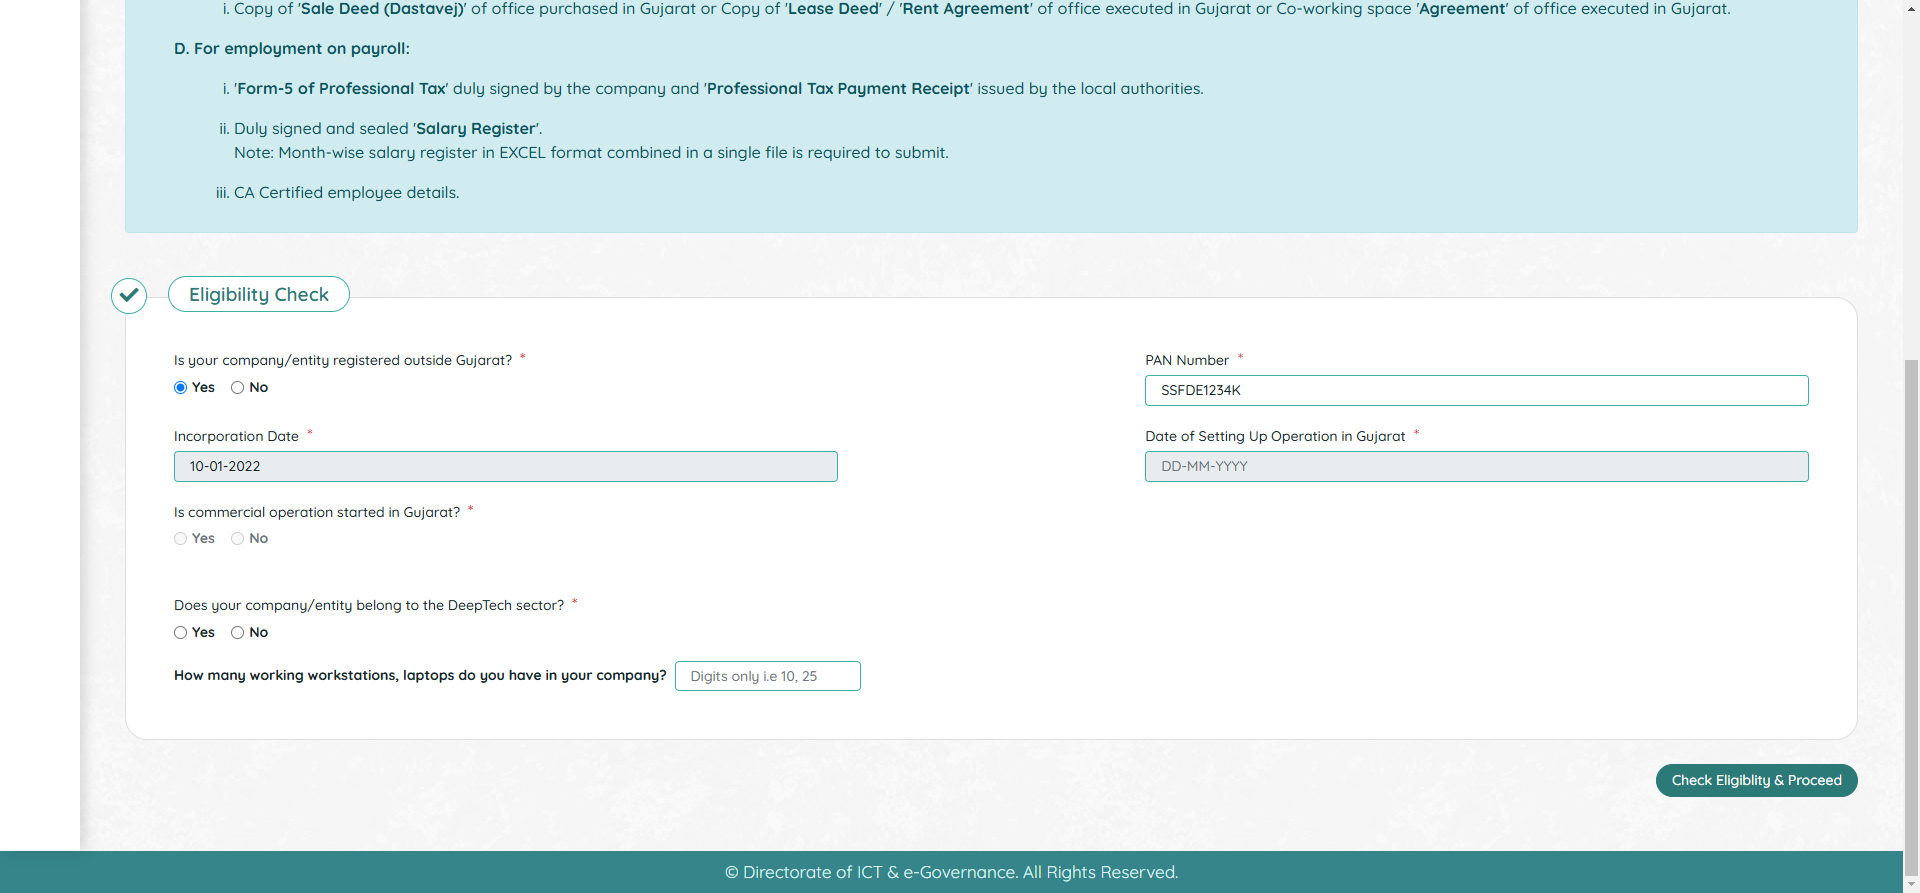 i. Copy of 'Sale Deed (Dastavej)' of office purchased in Gujarat or Copy of 'Lease Deed' / 'Rent Agreement' of office executed in Gujarat or Co-working space 'Agreement' of office executed in Gujarat.
D. For employment on payroll:
i. 'Form-5 of Professional Tax' duly signed by the company and 'Professional Tax Payment Receipt' issued by the local authorities.
ii. Duly signed and sealed 'Salary Register'.
Note: Month-wise salary register in EXCEL format combined in a single file is required to submit.
iii. CA Certified employee details.
Eligibility Check
Is your company/entity registered outside Gujarat? *
Yes No
PAN Number *
SSFDE1234K
Incorporation Date *
10-01-2022
Date of Setting Up Operation in Gujarat *
DD-MM-YYYY
Is commercial operation started in Gujarat? *
Yes No
Does your company/entity belong to the DeepTech sector? *
Yes No
How many working workstations, laptops do you have in your company? Digits only i.e 10, 25
Check Eligiblity & Proceed
© Directorate of ICT & e-Governance. All Rights Reserved.